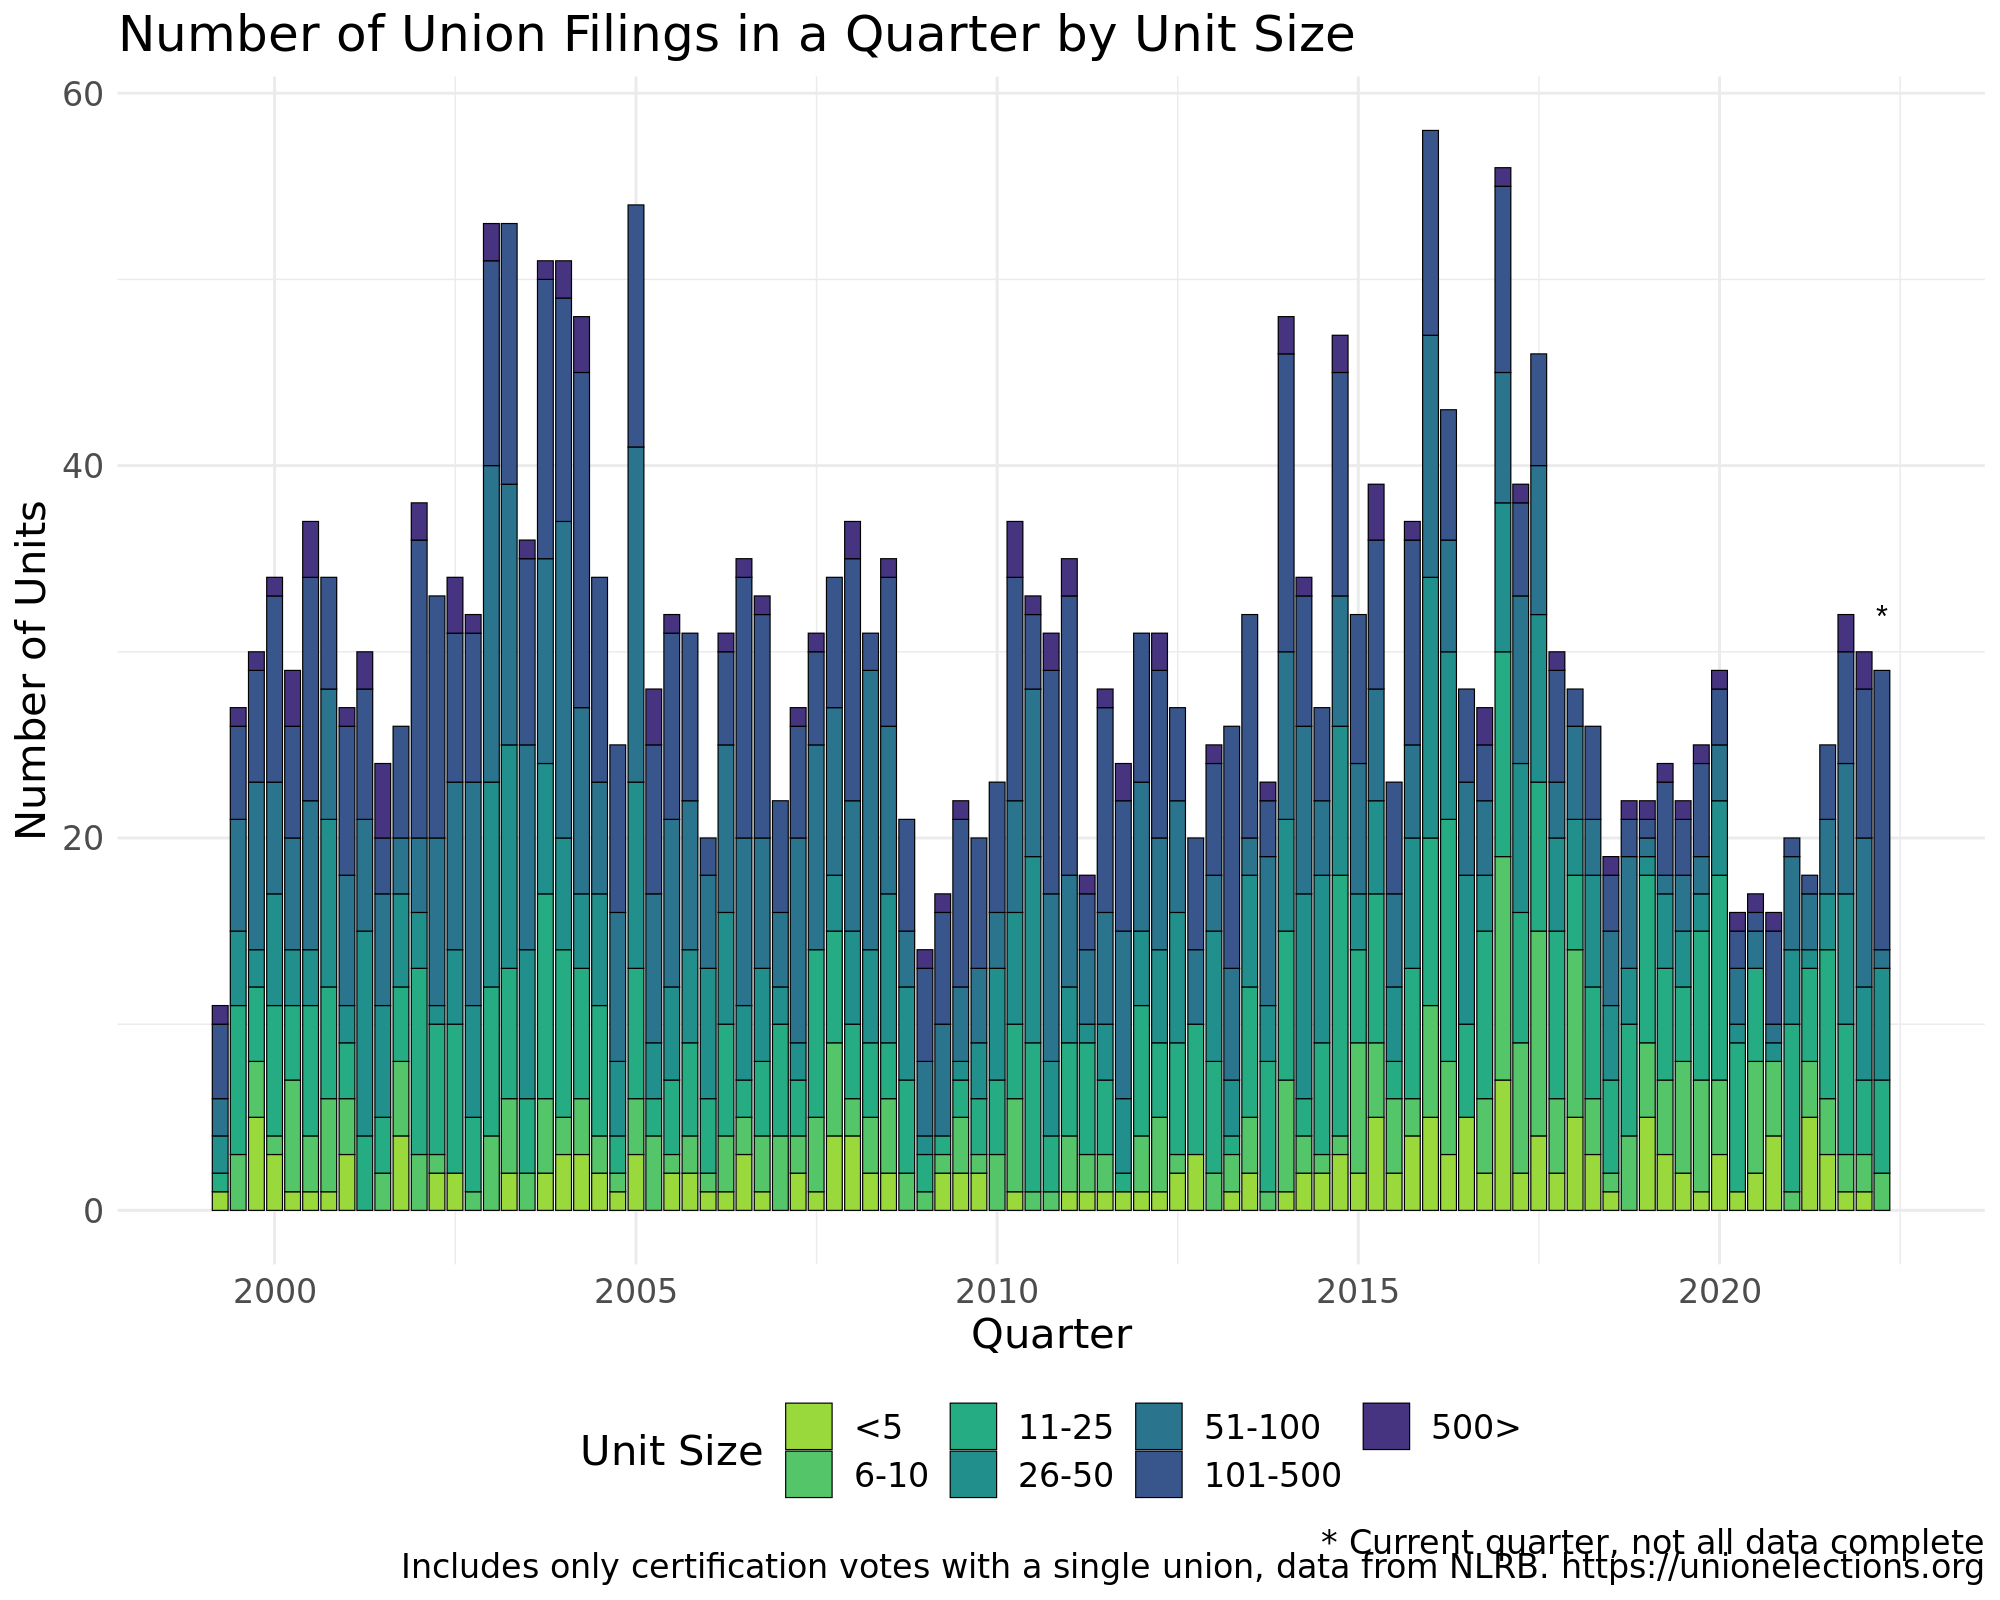 Number of Union Filings in a Quarter by Unit Size
60
40
20
0
Number of Units
*
2000 2005 2010 2015 2020
Quarter
Unit Size
<5 11-25 51-100 500>
6-10 26-50 101-500
* Current quarter, not all data complete
Includes only certification votes with a single union, data from NLRB. https://unionelections.org